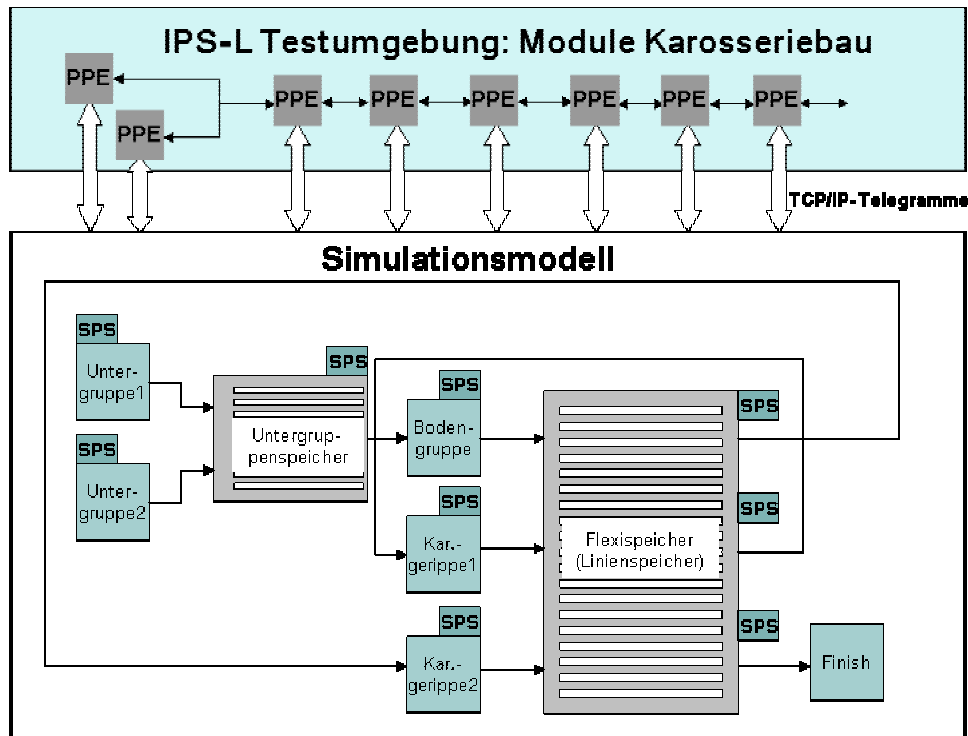 IPS-L Testumgebung: Module Karosseriebau
PPE
PPE
PPE
PPE
PPE
PPE
PPE
PPE
TCP/IP-Telegramme
Simulationsmodell
SPS
Unter-
gruppe1
SPS
Unter-
gruppe2
SPS
Untergrup-
penspeicher
SPS
Boden-
gruppe
SPS
Kar.-
gerippe1
SPS
Kar.-
gerippe2
Flexispeicher
(Linienspeicher)
SPS
SPS
SPS
Finish